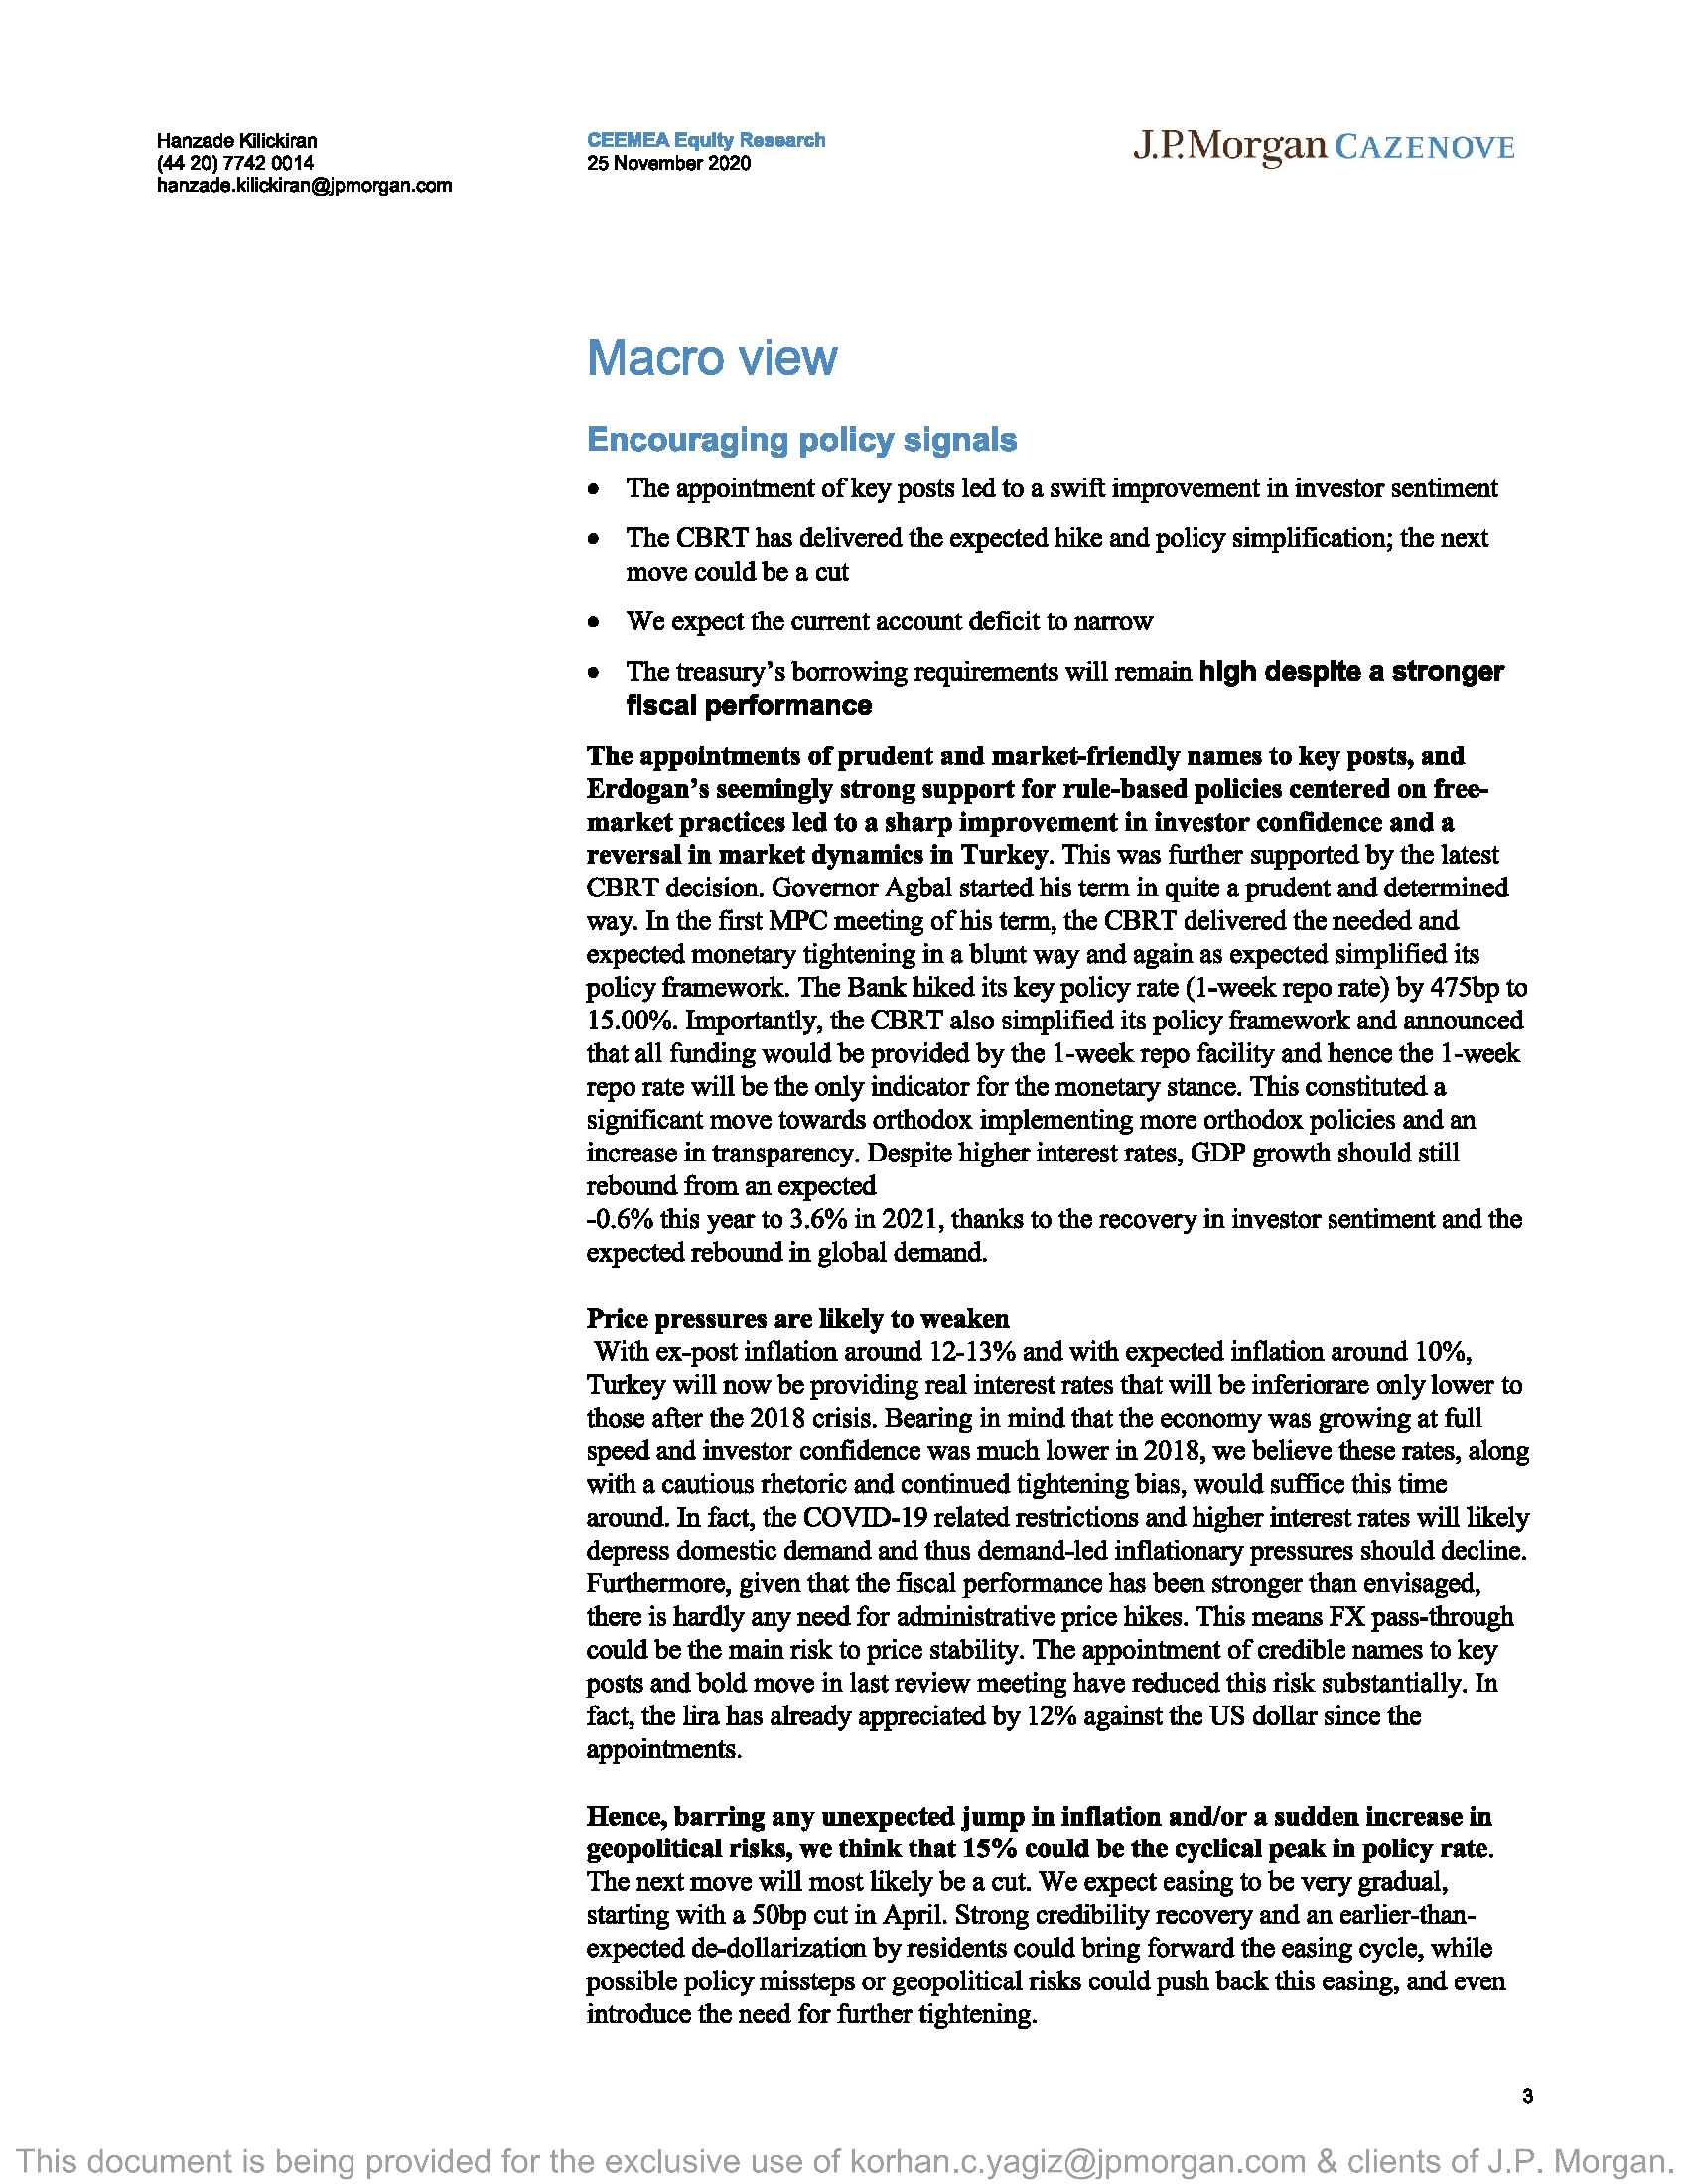 Hanzade Kilickiran
(44 20) 7742 0014
hanzade.kilickiran@jpmorgan.com
CEEMEA Equity Research
25 November 2020
J.P.Morgan CAZENOVE
Macro view
Encouraging policy signals
• The appointment of key posts led to a swift improvement in investor sentiment
• The CBRT has delivered the expected hike and policy simplification; the next
move could be a cut
• We expect the current account deficit to narrow
• The treasury’s borrowing requirements will remain high despite a stronger
fiscal performance
The appointments of prudent and market-friendly names to key posts, and
Erdogan’s seemingly strong support for rule-based policies centered on free-
market practices led to a sharp improvement in investor confidence and a
reversal in market dynamics in Turkey. This was further supported by the latest
CBRT decision. Governor Agbal started his term in quite a prudent and determined
way. In the first MPC meeting of his term, the CBRT delivered the needed and
expected monetary tightening in a blunt way and again as expected simplified its
policy framework. The Bank hiked its key policy rate (1-week repo rate) by 475bp to
15.00%. Importantly, the CBRT also simplified its policy framework and announced
that all funding would be provided by the 1-week repo facility and hence the 1-week
repo rate will be the only indicator for the monetary stance. This constituted a
significant move towards orthodox implementing more orthodox policies and an
increase in transparency. Despite higher interest rates, GDP growth should still
rebound from an expected
-0.6% this year to 3.6% in 2021, thanks to the recovery in investor sentiment and the
expected rebound in global demand.
Price pressures are likely to weaken
With ex-post inflation around 12-13% and with expected inflation around 10%,
Turkey will now be providing real interest rates that will be inferiorare only lower to
those after the 2018 crisis. Bearing in mind that the economy was growing at full
speed and investor confidence was much lower in 2018, we believe these rates, along
with a cautious rhetoric and continued tightening bias, would suffice this time
around. In fact, the COVID-19 related restrictions and higher interest rates will likely
depress domestic demand and thus demand-led inflationary pressures should decline.
Furthermore, given that the fiscal performance has been stronger than envisaged,
there is hardly any need for administrative price hikes. This means FX pass-through
could be the main risk to price stability. The appointment of credible names to key
posts and bold move in last review meeting have reduced this risk substantially. In
fact, the lira has already appreciated by 12% against the US dollar since the
appointments.
Hence, barring any unexpected jump in inflation and/or a sudden increase in
geopolitical risks, we think that 15% could be the cyclical peak in policy rate.
The next move will most likely be a cut. We expect easing to be very gradual,
starting with a 50bp cut in April. Strong credibility recovery and an earlier-than-
expected de-dollarization by residents could bring forward the easing cycle, while
possible policy missteps or geopolitical risks could push back this easing, and even
introduce the need for further tightening.
3
This document is being provided for the exclusive use of korhan.c.yagiz@jpmorgan.com & clients of J.P. Morgan.